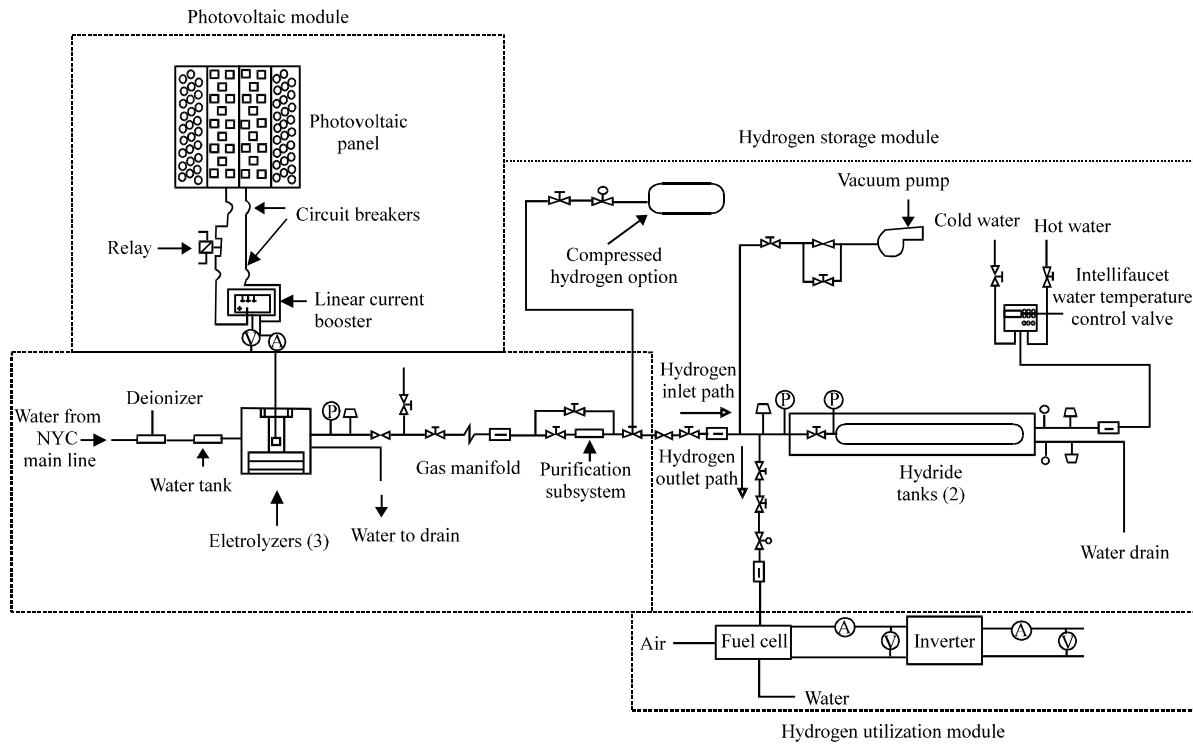 Photovoltaic module
Photovoltaic
panel
Circuit breakers
Relay
Linear current
booster
V
A
Hydrogen storage module
Vacuum pump
Cold water
Hot water
Compressed
hydrogen option
Intellifaucet
water temperature
control valve
Deionizer
Water from
NYC
main line
Water tank
P
Gas manifold
Purification
subsystem
Eletrolyzers (3)
Water to drain
Hydrogen
inlet path
Hydrogen
outlet path
P
P
Hydride
tanks (2)
Water drain
Air
Fuel cell
A
V
Inverter
A
V
Water
Hydrogen utilization module